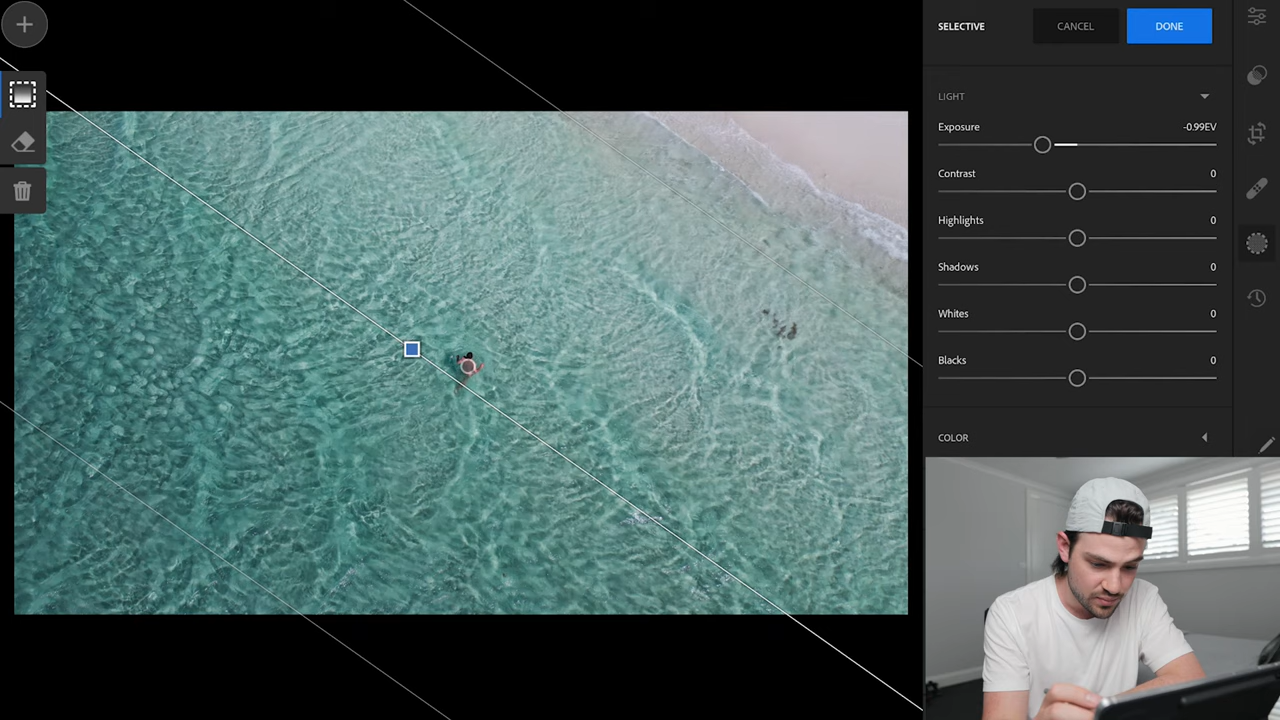 SELECTIVE CANCEL DONE
LIGHT
Exposure -0.99EV
Contrast 0
Highlights 0
Shadows 0
Whites 0
Blacks 0
COLOR